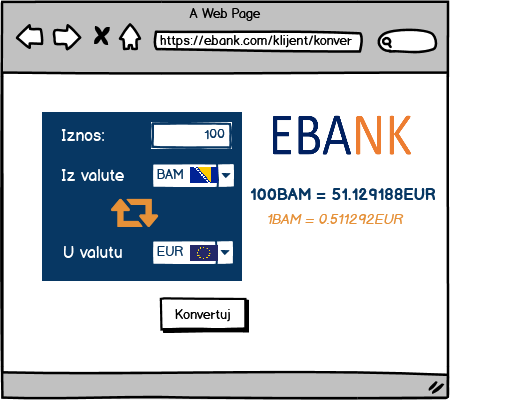 A Web Page
https://ebank.com/klijent/konver
Iznos:
100
EBANK
Iz valute
BAM
100BAM = 51.129188EUR
1BAM = 0.511292EUR
U valutu
EUR
Konvertuj